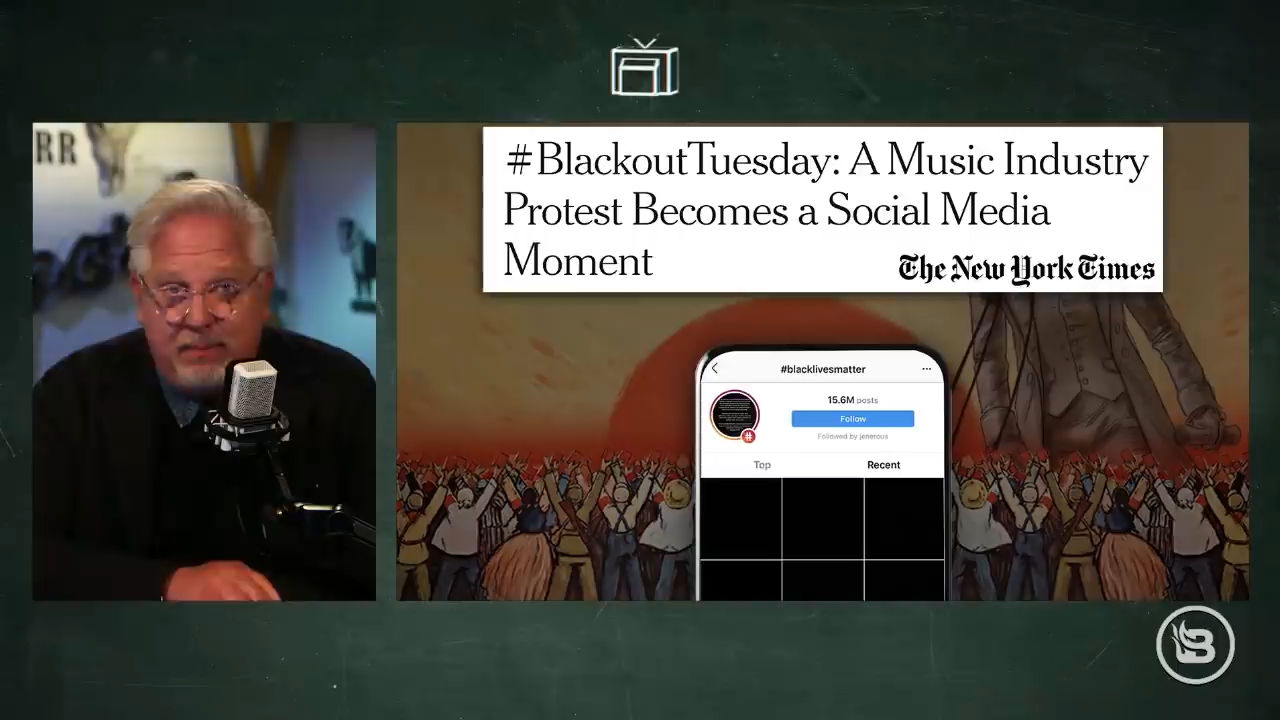 RR
#BlackoutTuesday: A Music Industry
Protest Becomes a Social Media
Moment
The New York Times
#blacklivesmatter
15.6M posts
Follow
Followed by jenerous
Top
Recent
B